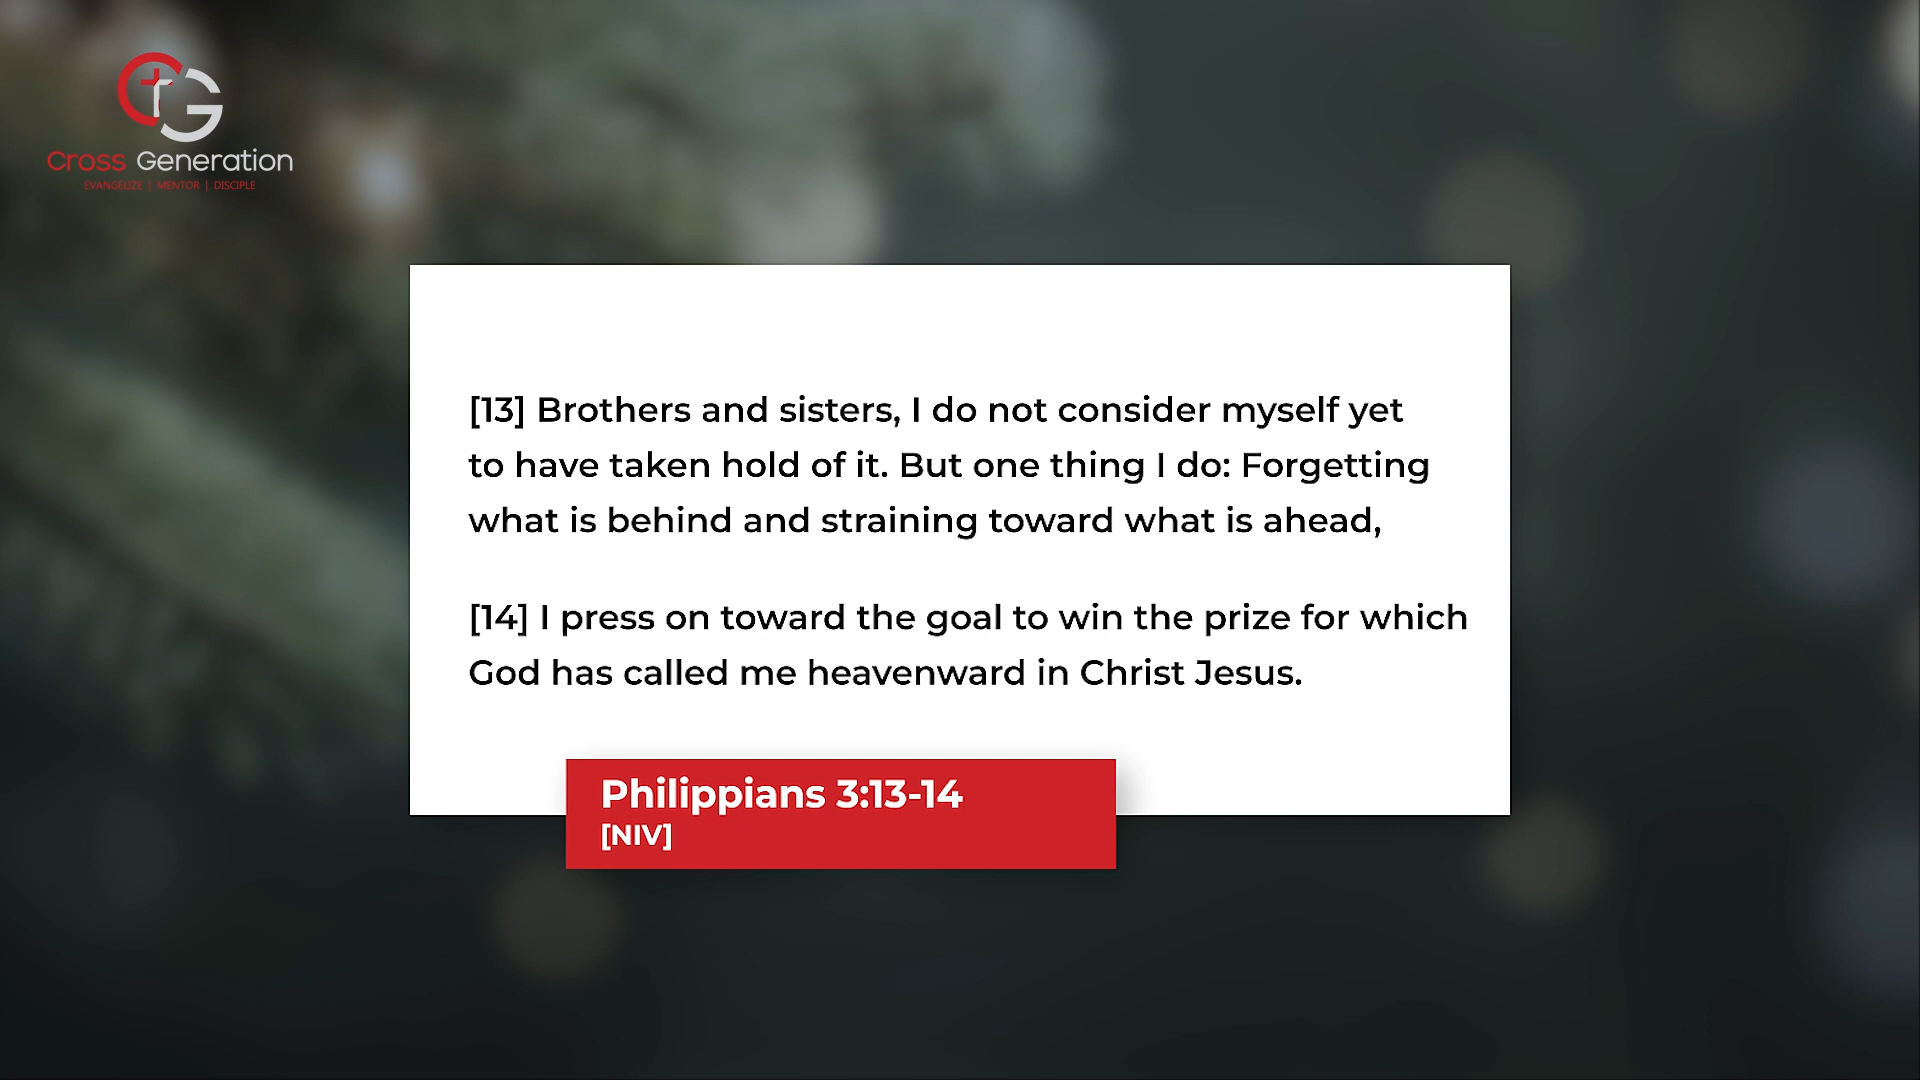 Cross Generation
EVANGELIZE | MENTOR | DISCIPLE
[13] Brothers and sisters, I do not consider myself yet
to have taken hold of it. But one thing I do: Forgetting
what is behind and straining toward what is ahead,
[14] I press on toward the goal to win the prize for which
God has called me heavenward in Christ Jesus.
Philippians 3:13-14
[NIV]